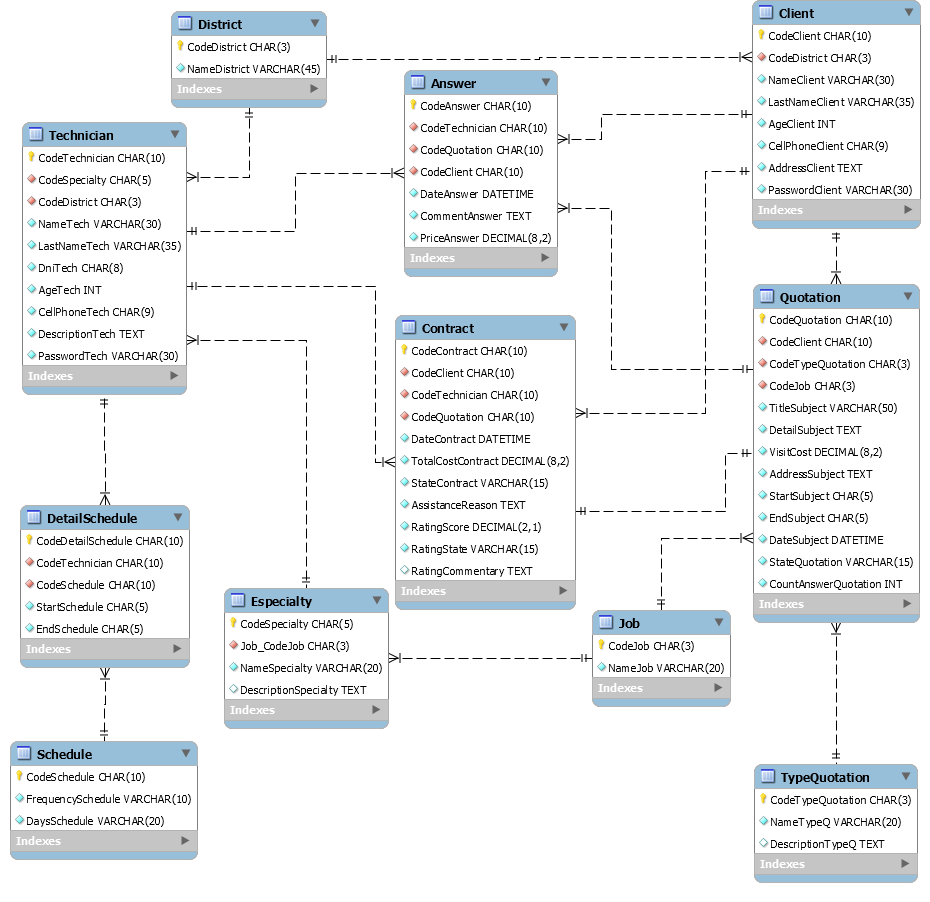 District
CodeDistrict CHAR(3)
NameDistrict VARCHAR(45)
Indexes
Client
CodeClient CHAR(10)
CodeDistrict CHAR(3)
NameClient VARCHAR(30)
LastNameClient VARCHAR(35)
AgeClient INT
CellPhoneClient CHAR(9)
AddressClient TEXT
PasswordClient VARCHAR(30)
Indexes
Answer
CodeAnswer CHAR(10)
CodeTechnician CHAR(10)
CodeQuotation CHAR(10)
CodeClient CHAR(10)
DateAnswer DATETIME
CommentAnswer TEXT
PriceAnswer DECIMAL(8,2)
Indexes
Technician
CodeTechnician CHAR(10)
CodeSpecialty CHAR(5)
CodeDistrict CHAR(3)
NameTech VARCHAR(30)
LastNameTech VARCHAR(35)
DniTech CHAR(8)
AgeTech INT
CellPhoneTech CHAR(9)
DescriptionTech TEXT
PasswordTech VARCHAR(30)
Indexes
Quotation
CodeQuotation CHAR(10)
CodeClient CHAR(10)
CodeTypeQuotation CHAR(3)
CodeJob CHAR(3)
TitleSubject VARCHAR(50)
DetailSubject TEXT
VisitCost DECIMAL(8,2)
AddressSubject TEXT
StartSubject CHAR(5)
EndSubject CHAR(5)
DateSubject DATETIME
StateQuotation VARCHAR(15)
CountAnswerQuotation INT
Indexes
Contract
CodeContract CHAR(10)
CodeClient CHAR(10)
CodeTechnician CHAR(10)
CodeQuotation CHAR(10)
DateContract DATETIME
TotalCostContract DECIMAL(8,2)
StateContract VARCHAR(15)
AssistanceReason TEXT
RatingScore DECIMAL(2,1)
RatingState VARCHAR(15)
RatingCommentary TEXT
Indexes
DetailSchedule
CodeDetailSchedule CHAR(10)
CodeTechnician CHAR(10)
CodeSchedule CHAR(10)
StartSchedule CHAR(5)
EndSchedule CHAR(5)
Indexes
Especialty
CodeSpecialty CHAR(5)
Job_CodeJob CHAR(3)
NameSpecialty VARCHAR(20)
DescriptionSpecialty TEXT
Indexes
Job
CodeJob CHAR(3)
NameJob VARCHAR(20)
Indexes
Schedule
CodeSchedule CHAR(10)
FrequencySchedule VARCHAR(10)
DaysSchedule VARCHAR(20)
Indexes
TypeQuotation
CodeTypeQuotation CHAR(3)
NameTypeQ VARCHAR(20)
DescriptionTypeQ TEXT
Indexes